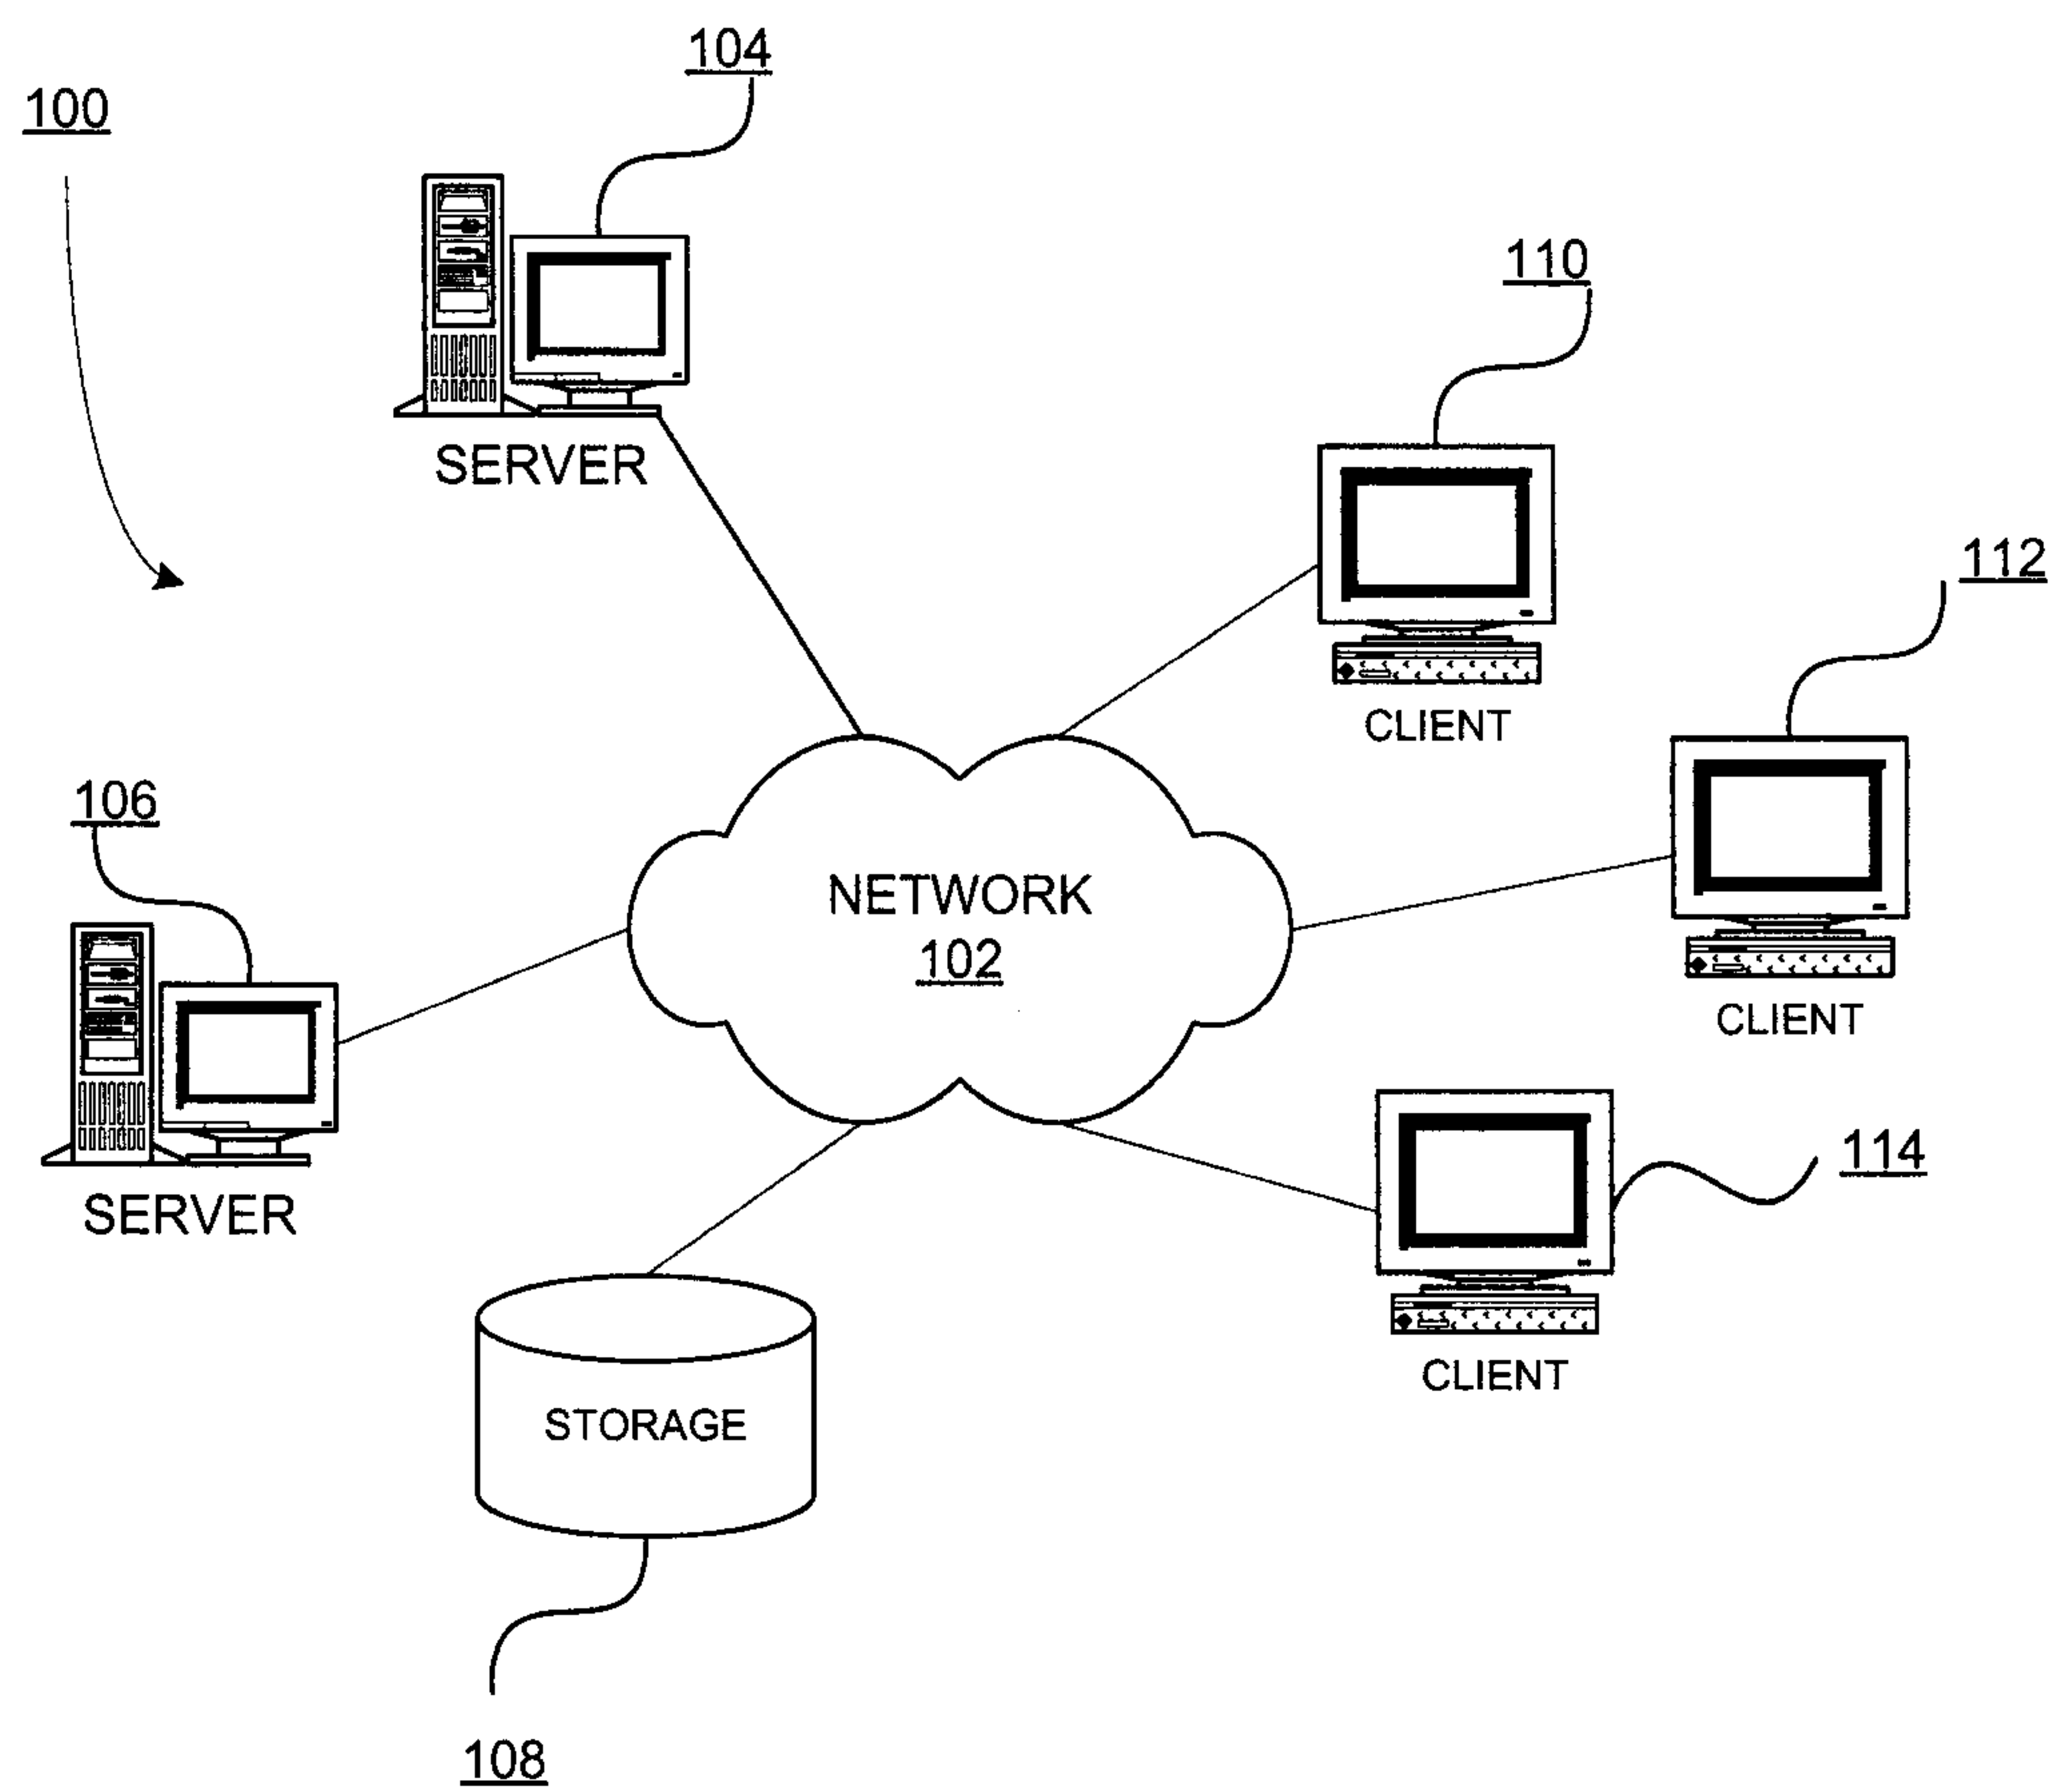 104
100
SERVER
110
112
CLIENT
106
NETWORK
102
CLIENT
114
SERVER
CLIENT
STORAGE
108